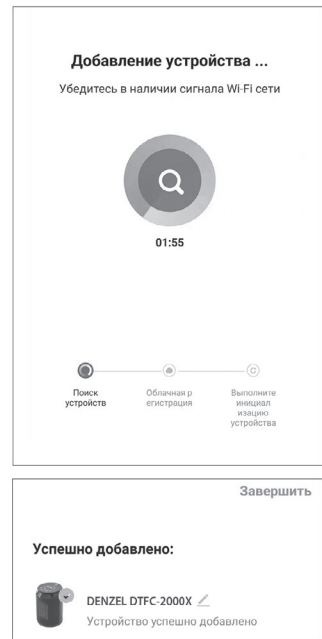 Добавление устройства ...
Убедитесь в наличии сигнала Wi-Fi сети
01:55
Поиск
устройств
Облачная р
егистрация
Выполните
инициал
изацию
устройства
Завершить
Успешно добавлено:
DENZEL DTFC-2000X
Устройство успешно добавлено